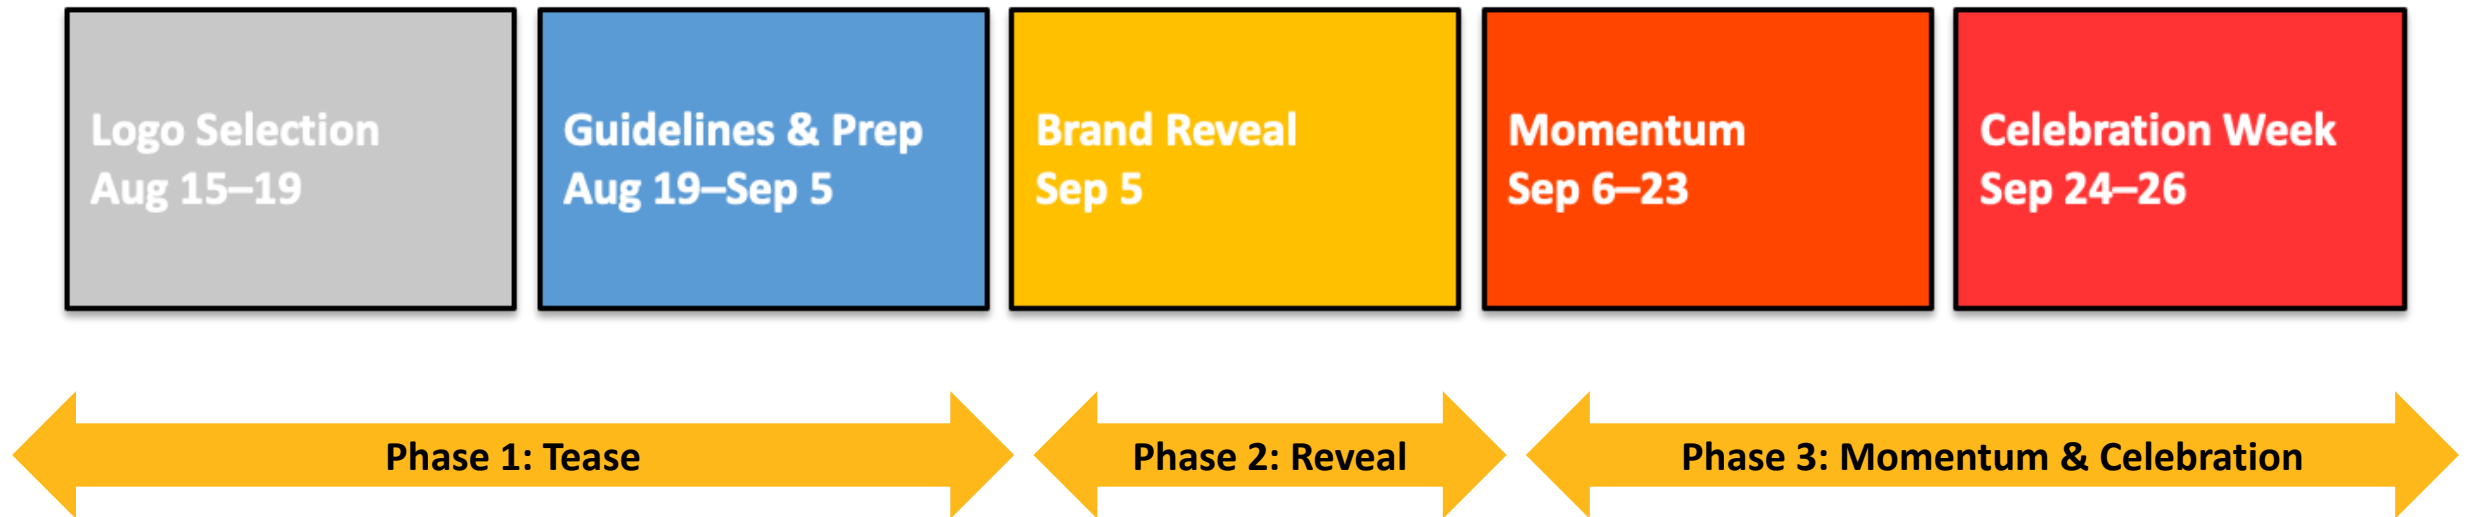 Logo Selection
Aug 15–19
Guidelines & Prep
Aug 19–Sep 5
Brand Reveal
Sep 5
Momentum
Sep 6–23
Celebration Week
Sep 24–26
Phase 1: Tease
Phase 2: Reveal
Phase 3: Momentum & Celebration